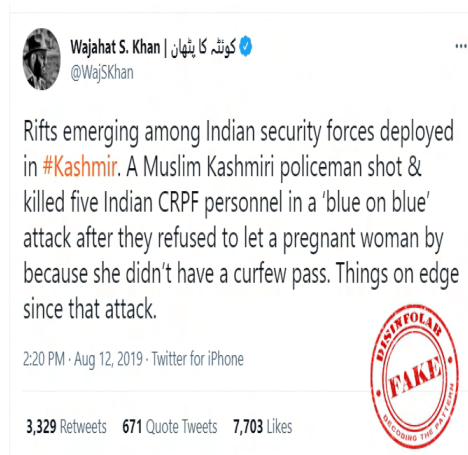 Wajahat S. Khan | کوئٹہ کا پٹھان
@WajSKhan
Rifts emerging among Indian security forces deployed
in #Kashmir. A Muslim Kashmiri policeman shot &
killed five Indian CRPF personnel in a ‘blue on blue’
attack after they refused to let a pregnant woman by
because she didn’t have a curfew pass. Things on edge
since that attack.
2:20 PM · Aug 12, 2019 · Twitter for iPhone
3,329 Retweets 671 Quote Tweets 7,703 Likes
DISINFOLAB
FAKE
DECODING THE PATTERN